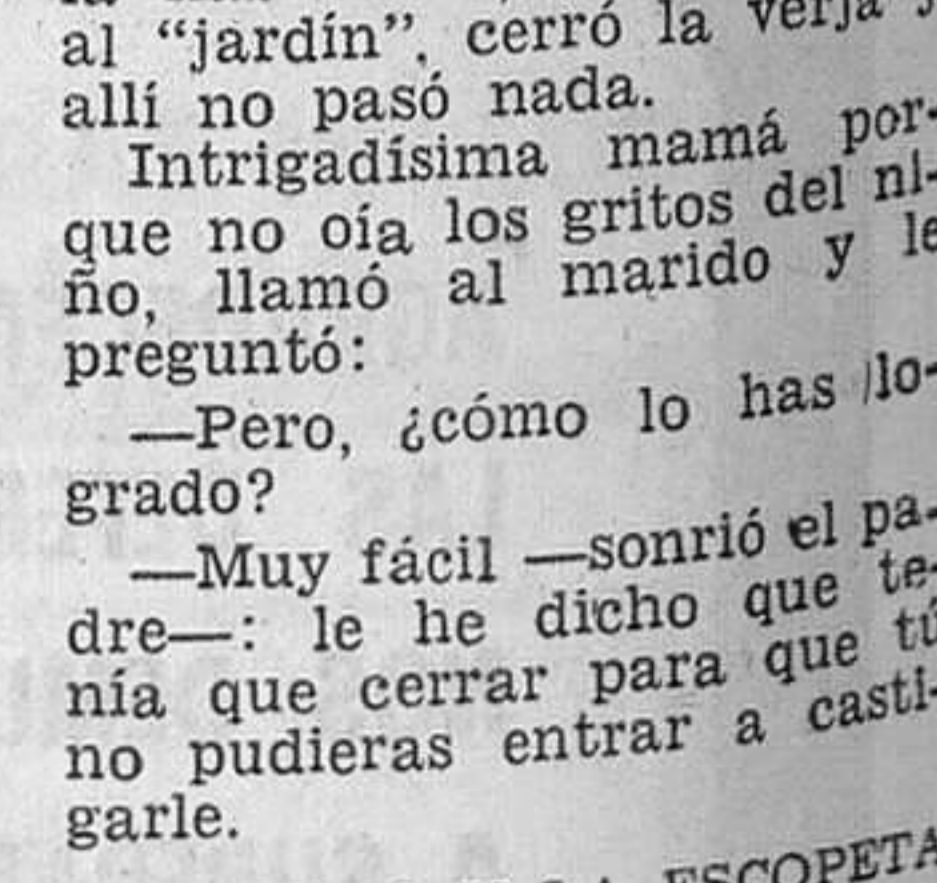 al “jardín”, cerró la verja
allí no pasó nada.
Intrigadísima mamá por-
que no oía los gritos del ni-
ño, llamó al marido y le
preguntó:
—Pero, ¿cómo lo has lo-
grado?
—Muy fácil —sonrió el pa-
dre—: le he dicho que te-
nía que cerrar para que tú
no pudieras entrar a casti-
garle.
ESCOPETA